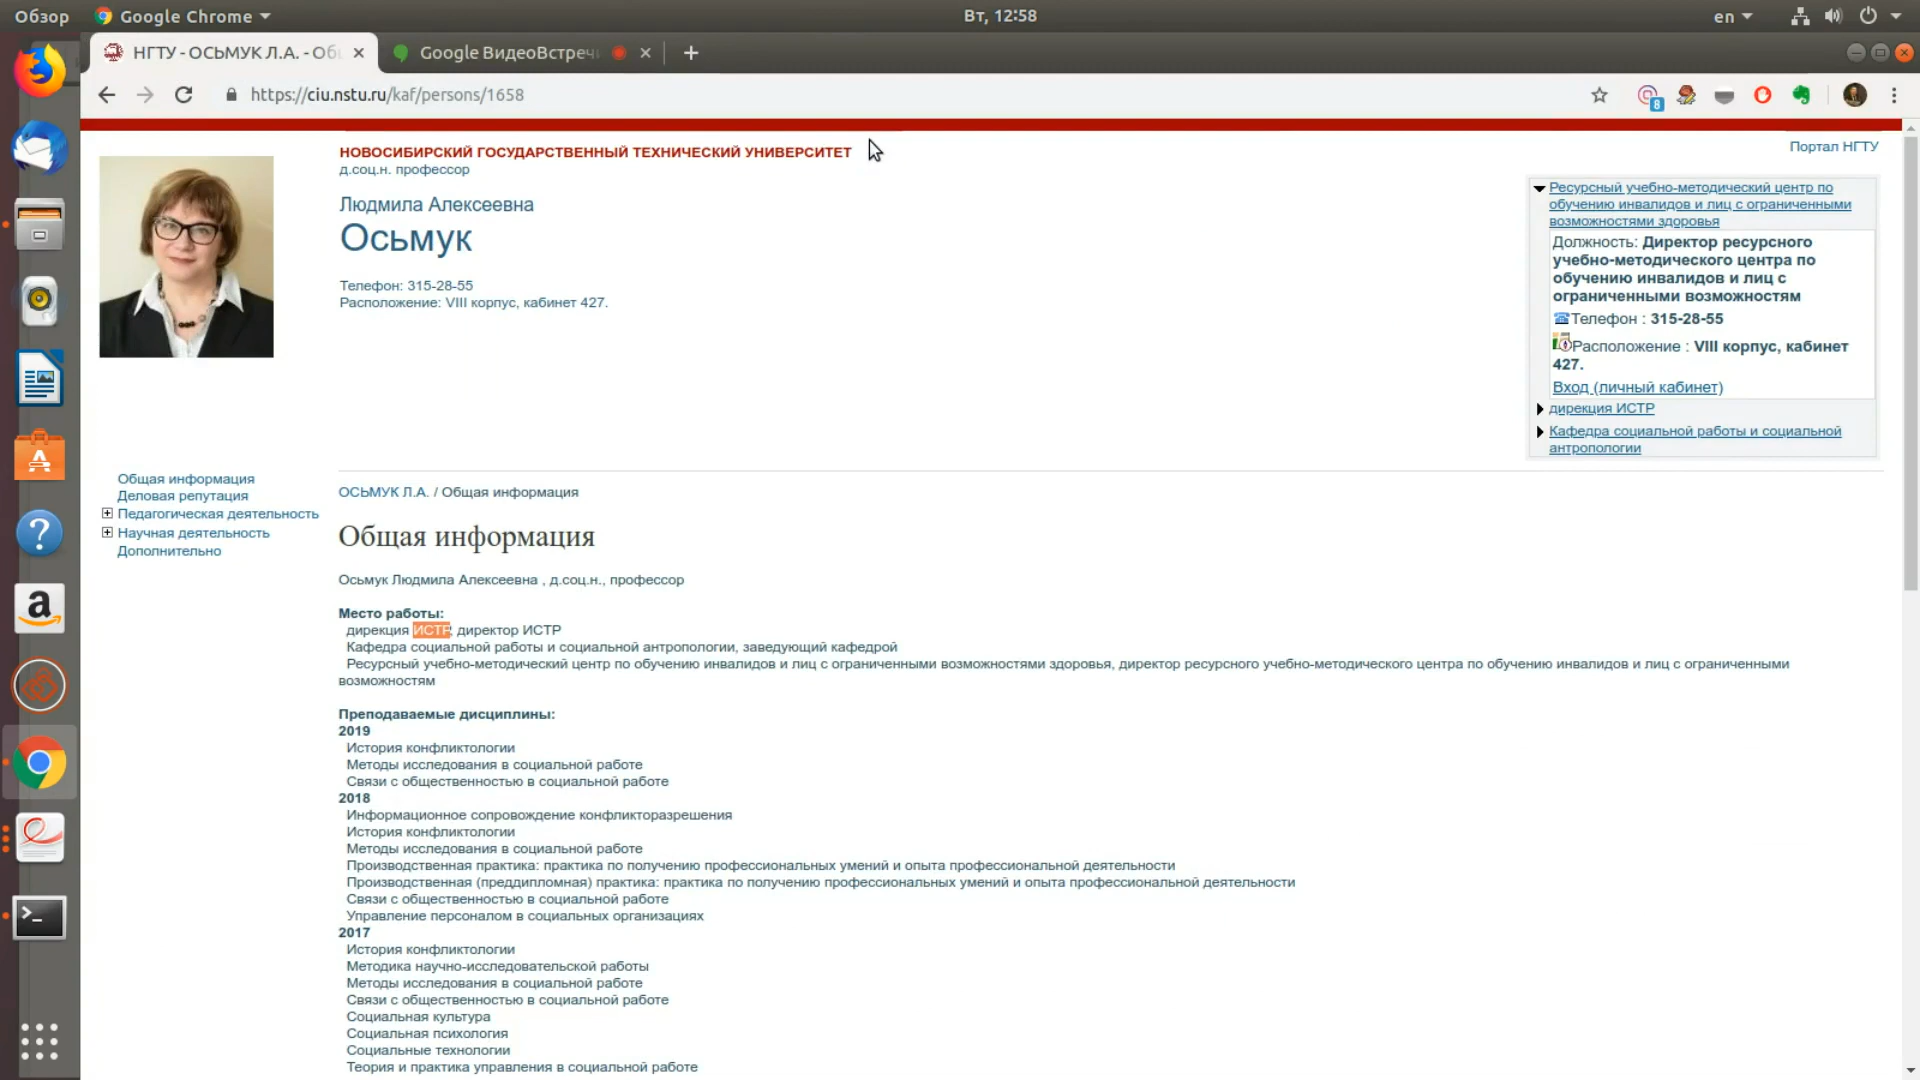 Обзор
Google Chrome
Вт, 12:58
en
НГТУ - ОСЬМУК Л.А. - Об
Google ВидеоВстреч
https://ciu.nstu.ru/kaf/persons/1658
8
НОВОСИБИРСКИЙ ГОСУДАРСТВЕННЫЙ ТЕХНИЧЕСКИЙ УНИВЕРСИТЕТ
д.соц.н. профессор
Людмила Алексеевна
Осьмук
Телефон: 315-28-55
Расположение: VIII корпус, кабинет 427.
Портал НГТУ
Ресурсный учебно-методический центр по
обучению инвалидов и лиц с ограниченными
возможностями здоровья
Должность: Директор ресурсного
учебно-методического центра по
обучению инвалидов и лиц с
ограниченными возможностям
Телефон : 315-28-55
Расположение : VIII корпус, кабинет
427.
Вход (личный кабинет)
дирекция ИСТР
Кафедра социальной работы и социальной
антропологии
Общая информация
Деловая репутация
Педагогическая деятельность
Научная деятельность
Дополнительно
ОСЬМУК Л.А. / Общая информация
Общая информация
Осьмук Людмила Алексеевна , д.соц.н., профессор
Место работы:
дирекция ИСТР, директор ИСТР
Кафедра социальной работы и социальной антропологии, заведующий кафедрой
Ресурсный учебно-методический центр по обучению инвалидов и лиц с ограниченными возможностями здоровья, директор ресурсного учебно-методического центра по обучению инвалидов и лиц с ограниченными
возможностям
Преподаваемые дисциплины:
2019
История конфликтологии
Методы исследования в социальной работе
Связи с общественностью в социальной работе
2018
Информационное сопровождение конфликторазрешения
История конфликтологии
Методы исследования в социальной работе
Производственная практика: практика по получению профессиональных умений и опыта профессиональной деятельности
Производственная (преддипломная) практика: практика по получению профессиональных умений и опыта профессиональной деятельности
Связи с общественностью в социальной работе
Управление персоналом в социальных организациях
2017
История конфликтологии
Методика научно-исследовательской работы
Методы исследования в социальной работе
Связи с общественностью в социальной работе
Социальная культура
Социальная психология
Социальные технологии
Теория и практика управления в социальной работе